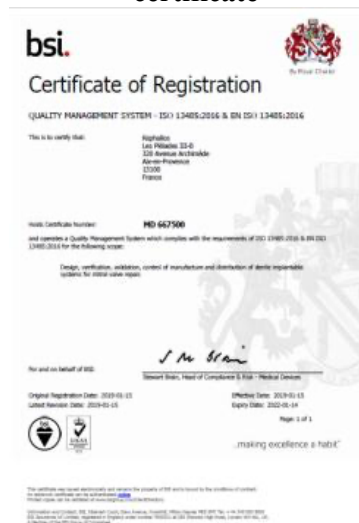 certificate
bsi.
By Royal Charter
Certificate of Registration
QUALITY MANAGEMENT SYSTEM - ISO 13485:2016 & EN ISO 13485:2016
This is to certify that:
Kephalios
Les Pléiades III-B
320 Avenue Archimède
Aix-en-Provence
13100
France
Holds Certificate Number:
MD 667500
and operates a Quality Management System which complies with the requirements of ISO 13485:2016 & EN ISO
13485:2016 for the following scope:
Design, verification, validation, control of manufacture and distribution of sterile implantable
systems for mitral valve repair.
For and on behalf of BSI:
Stewart Brain, Head of Compliance & Risk - Medical Devices
Original Registration Date: 2019-01-15
Effective Date: 2019-01-15
Latest Revision Date: 2019-01-15
Expiry Date: 2022-01-14
Page: 1 of 1
UKAS
...making excellence a habit™